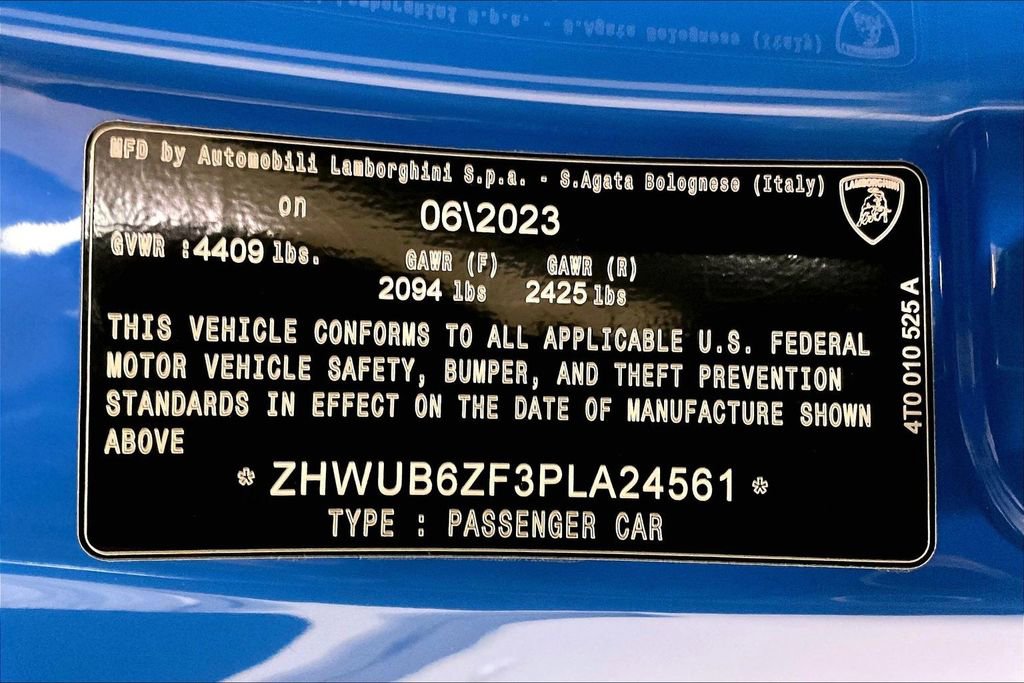 MFD by Automobili Lamborghini S.p.a. - S.Agata Bolognese (Italy)
LAMBORGHINI
on 06\2023
GVWR :4409 lbs. GAWR (F) GAWR (R)
2094 lbs 2425 lbs
THIS VEHICLE CONFORMS TO ALL APPLICABLE U.S. FEDERAL
MOTOR VEHICLE SAFETY, BUMPER, AND THEFT PREVENTION
STANDARDS IN EFFECT ON THE DATE OF MANUFACTURE SHOWN
ABOVE
* ZHWUB6ZF3PLA24561 *
TYPE : PASSENGER CAR
4T0 010 525 A